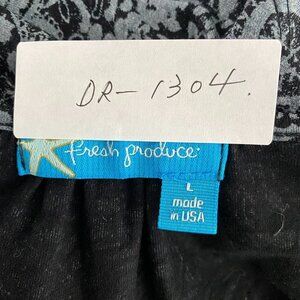 DR-1304.
fresh produce
L
made
in USA